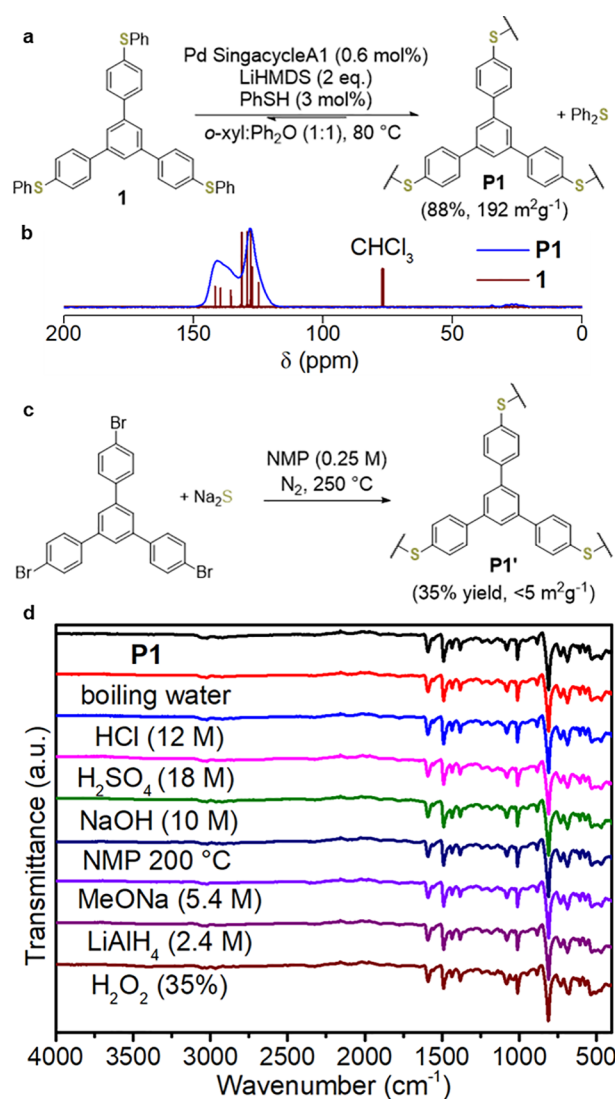 a
SPh
PhS
SPh
1
Pd SingacycleA1 (0.6 mol%)
LiHMDS (2 eq.)
PhSH (3 mol%)
o-xyl:Ph₂O (1:1), 80 °C
S
S
S
P1
(88%, 192 m²g⁻¹)
+ Ph₂S
b
CHCl₃
P1
1
200 150 100 50 0
δ (ppm)
c
Br
Br
Br
+ Na₂S
NMP (0.25 M)
N₂, 250 °C
S
S
S
P1'
(35% yield, <5 m²g⁻¹)
d
Transmittance (a.u.)
P1
boiling water
HCl (12 M)
H₂SO₄ (18 M)
NaOH (10 M)
NMP 200 °C
MeONa (5.4 M)
LiAlH₄ (2.4 M)
H₂O₂ (35%)
4000 3500 3000 2500 2000 1500 1000 500
Wavenumber (cm⁻¹)